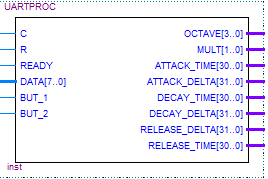 UARTPROC
C OCTAVE[3..0]
R MULT[1..0]
READY ATTACK_TIME[30..0]
DATA[7..0] ATTACK_DELTA[31..0]
BUT_1 DECAY_TIME[30..0]
BUT_2 DECAY_DELTA[31..0]
RELEASE_DELTA[31..0]
RELEASE_TIME[30..0]
inst